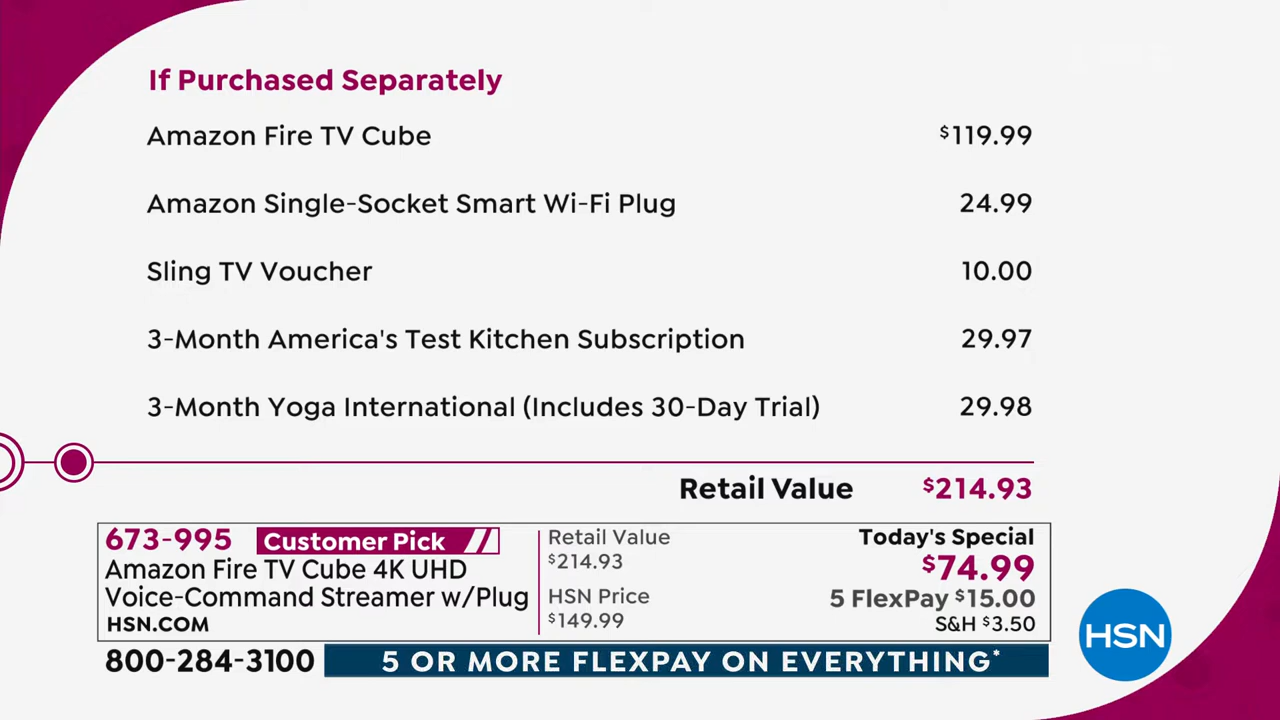 If Purchased Separately
Amazon Fire TV Cube $119.99
Amazon Single-Socket Smart Wi-Fi Plug 24.99
Sling TV Voucher 10.00
3-Month America's Test Kitchen Subscription 29.97
3-Month Yoga International (Includes 30-Day Trial) 29.98
Retail Value $214.93
673-995 Customer Pick
Amazon Fire TV Cube 4K UHD
Voice-Command Streamer w/Plug
HSN.COM
Retail Value
$214.93
HSN Price
$149.99
Today's Special
$74.99
5 FlexPay $15.00
S&H $3.50
HSN
800-284-3100 5 OR MORE FLEXPAY ON EVERYTHING*